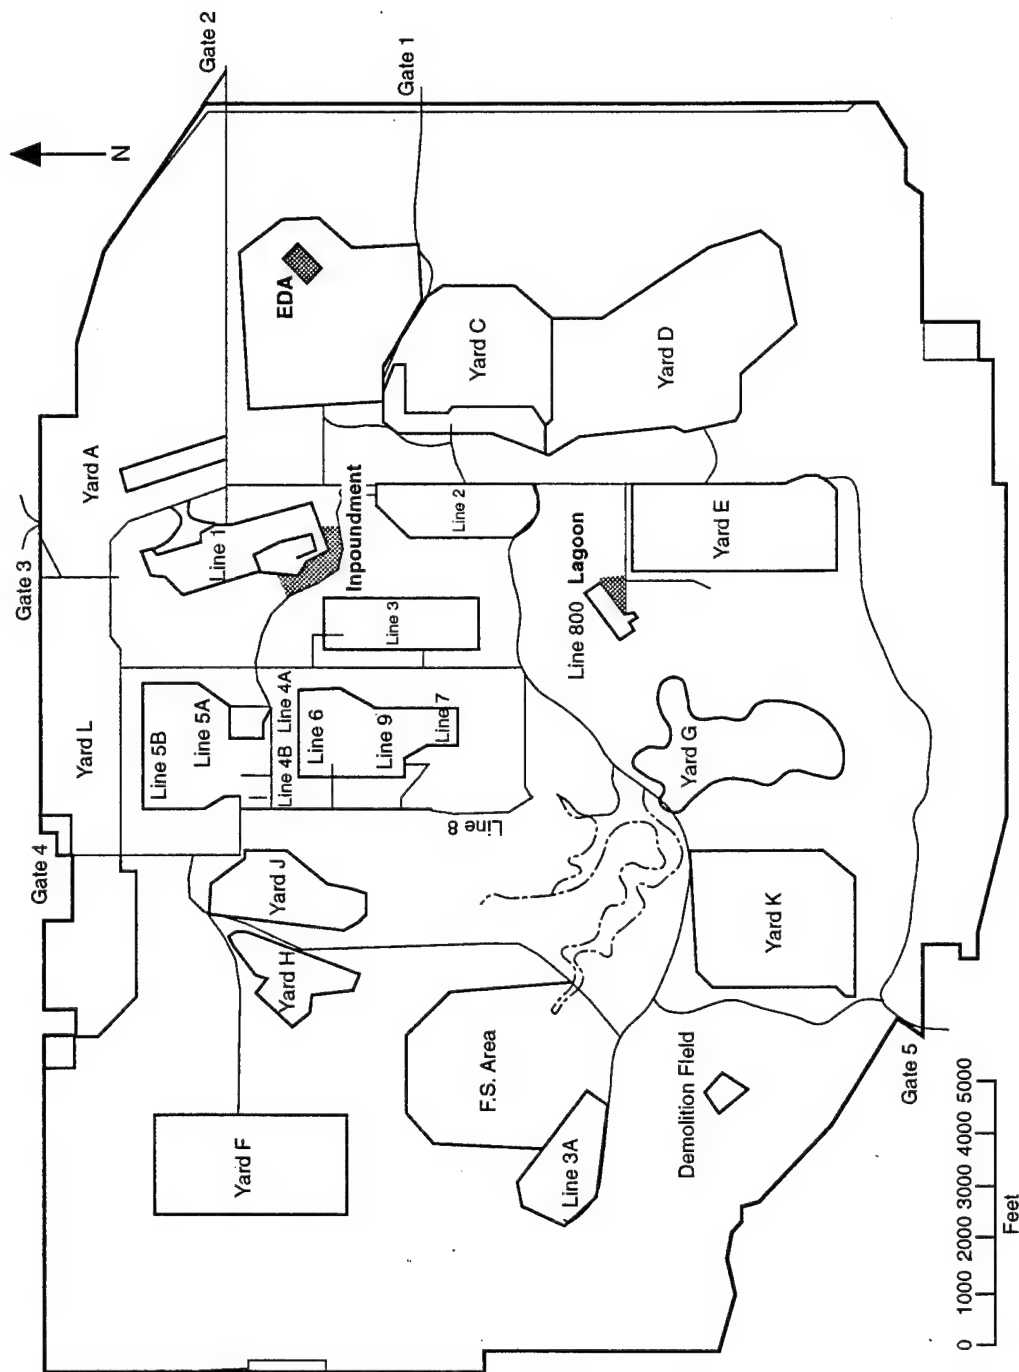 Gate 2
Gate 1
N
EDA
Yard C
Yard D
Yard A
Gate 3
Line 1
Inpoundment
Line 2
Lagoon
Line 800
Yard E
Line 3
Yard L
Line 5B
Line 5A
Line 4A
Line 4B
Line 6
Line 9
Line 7
Line 8
Yard G
Gate 4
Yard J
Yard H
Yard K
Yard F
F.S. Area
Line 3A
Demolition Field
Gate 5
0 1000 2000 3000 4000 5000
Feet